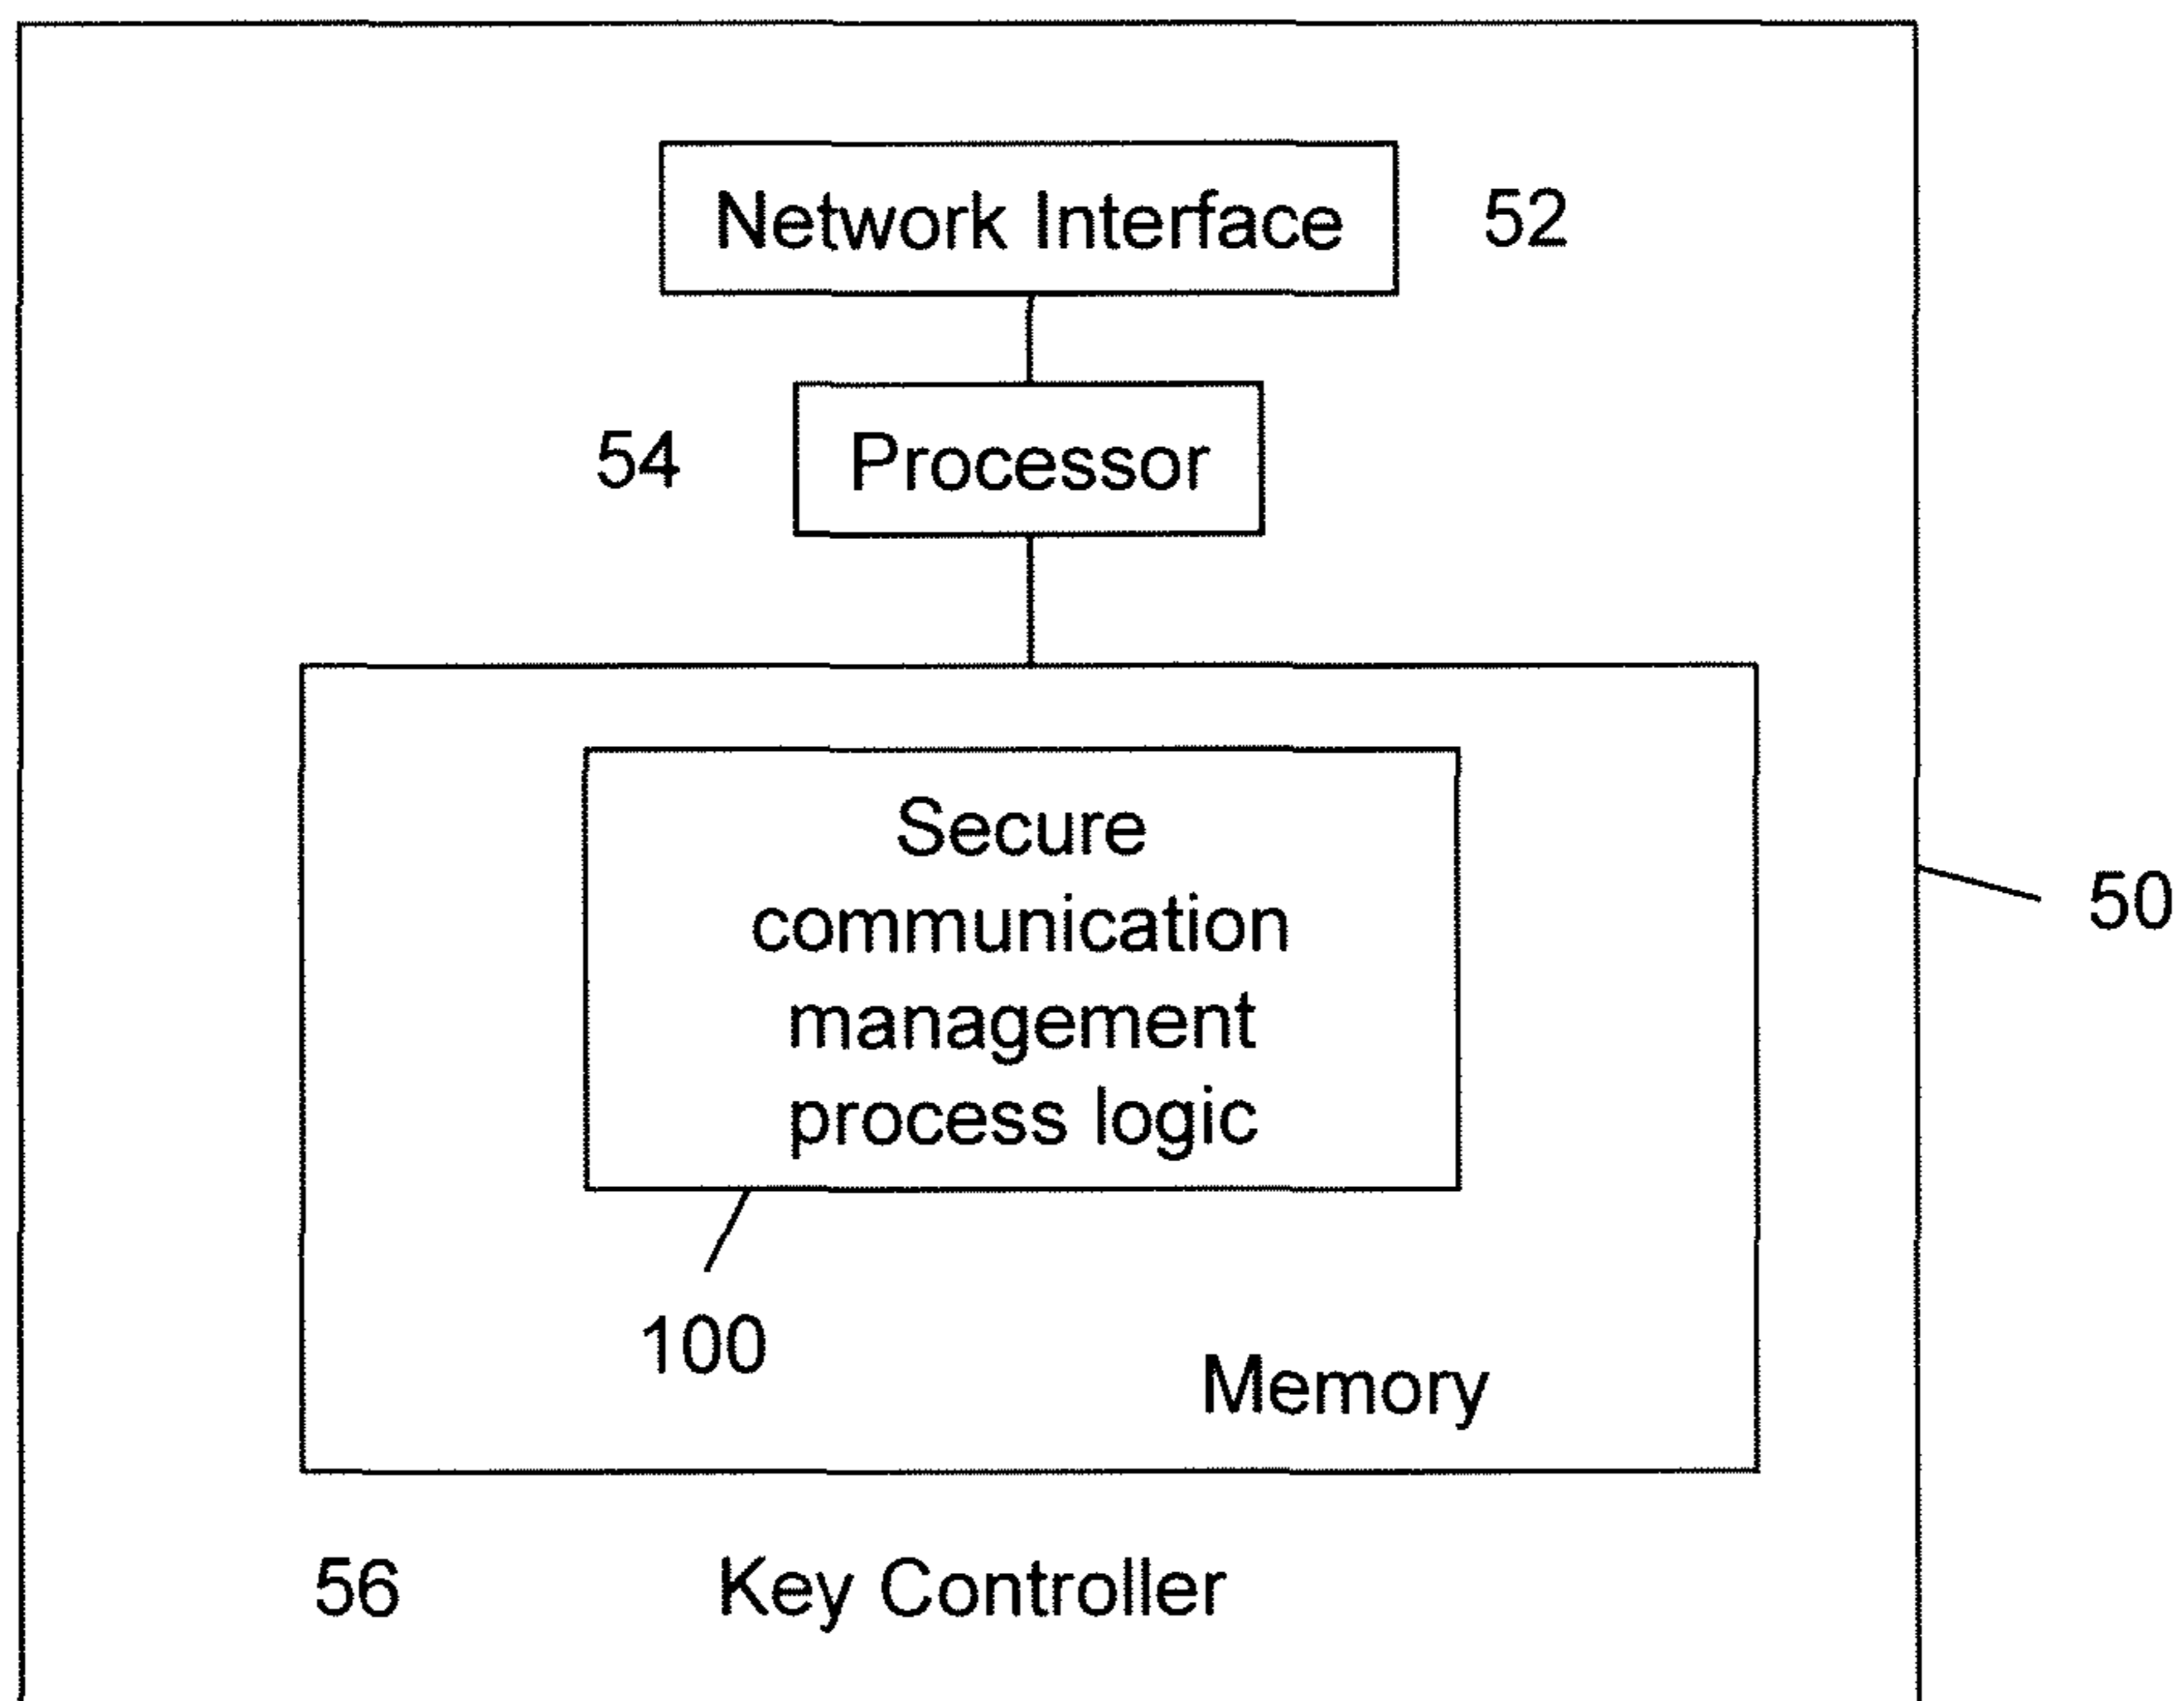 Network Interface 52
54 Processor
Secure
communication
management
process logic
50
100
Memory
56 Key Controller